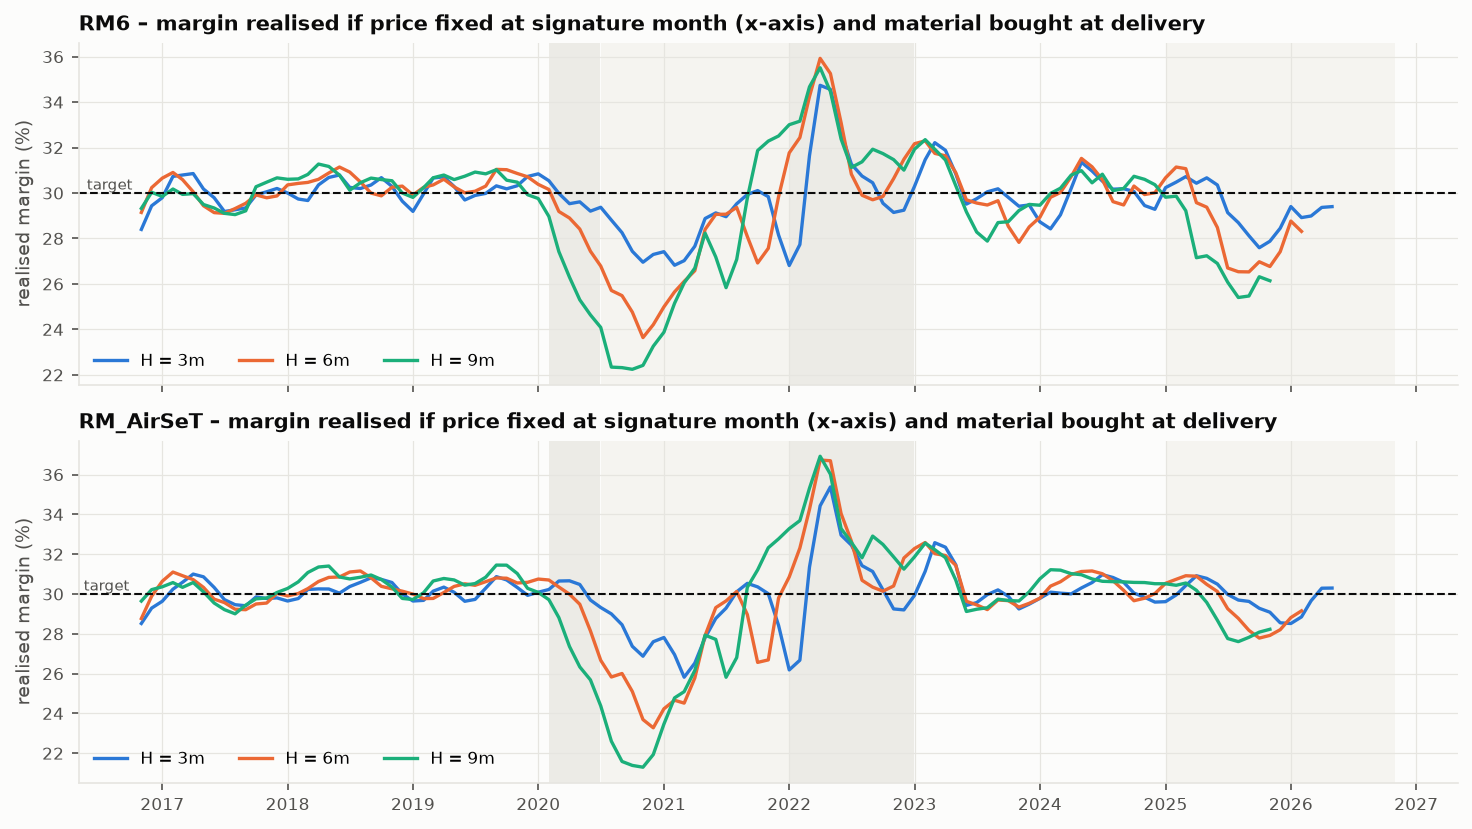 RM6 – margin realised if price fixed at signature month (x-axis) and material bought at delivery
realised margin (%)
36
34
32
30
28
26
24
22
target
H = 3m H = 6m H = 9m
RM_AirSeT – margin realised if price fixed at signature month (x-axis) and material bought at delivery
realised margin (%)
36
34
32
30
28
26
24
22
target
H = 3m H = 6m H = 9m
2017 2018 2019 2020 2021 2022 2023 2024 2025 2026 2027